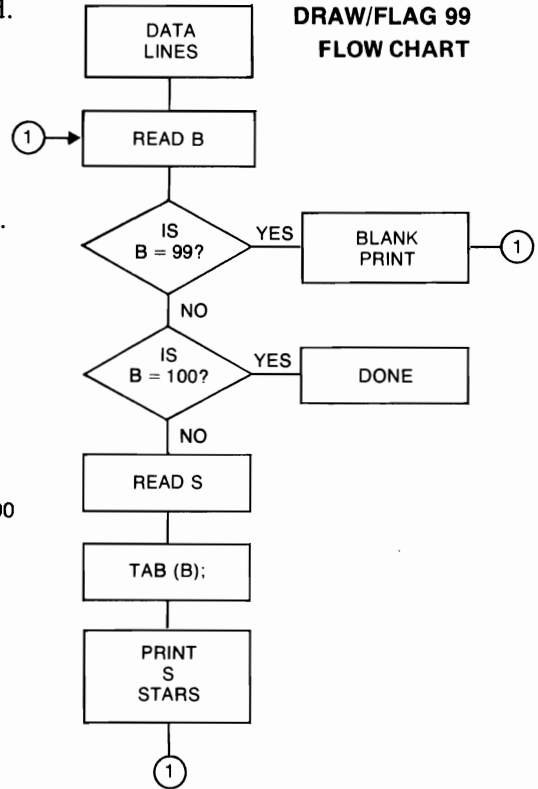 d.
DRAW/FLAG 99
FLOW CHART
DATA
LINES
1
READ B
.
IS
B = 99?
YES
BLANK
PRINT
1
NO
IS
B = 100?
YES
DONE
NO
READ S
00
TAB (B);
PRINT
S
STARS
1